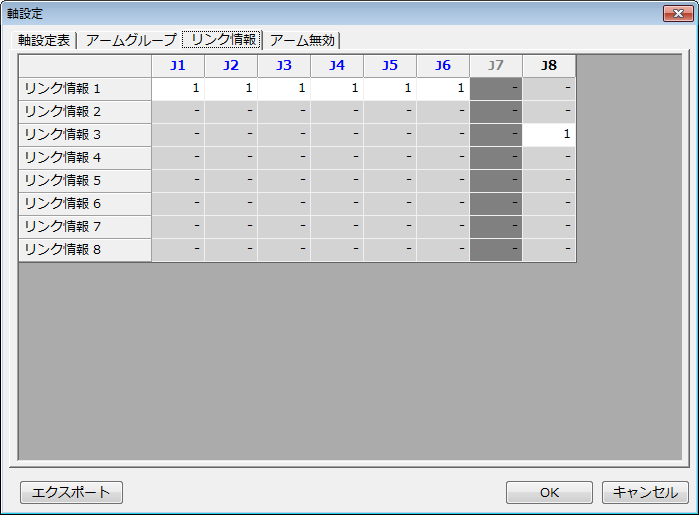 軸設定
軸設定表 アームグループ リンク情報 アーム無効
J1 J2 J3 J4 J5 J6 J7 J8
リンク情報 1 1 1 1 1 1 1 - -
リンク情報 2 - - - - - - - -
リンク情報 3 - - - - - - - 1
リンク情報 4 - - - - - - - -
リンク情報 5 - - - - - - - -
リンク情報 6 - - - - - - - -
リンク情報 7 - - - - - - - -
リンク情報 8 - - - - - - - -
エクスポート OK キャンセル